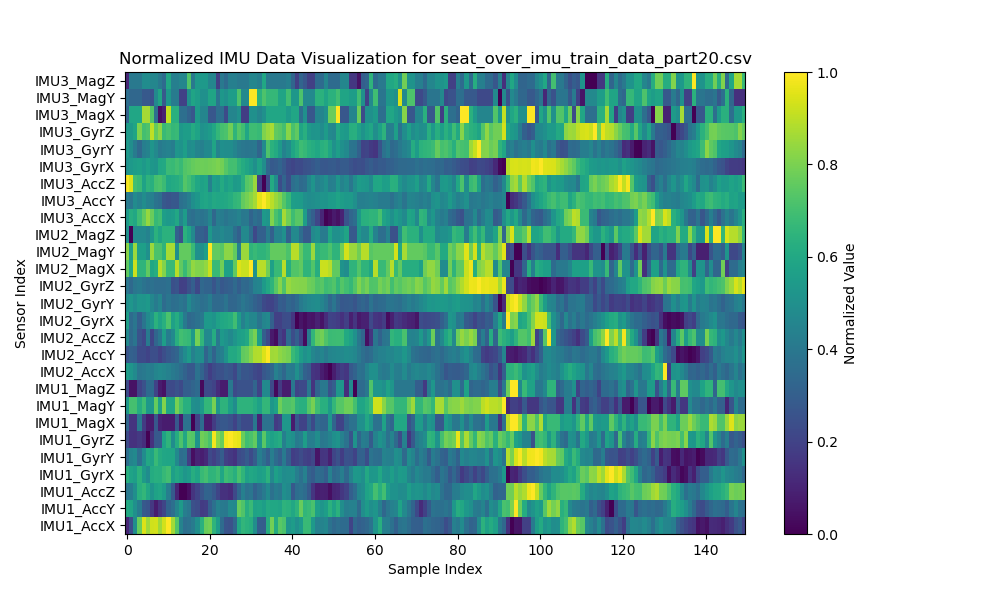 Normalized IMU Data Visualization for seat_over_imu_train_data_part20.csv
IMU3_MagZ
IMU3_MagY
IMU3_MagX
IMU3_GyrZ
IMU3_GyrY
IMU3_GyrX
IMU3_AccZ
IMU3_AccY
IMU3_AccX
IMU2_MagZ
IMU2_MagY
IMU2_MagX
IMU2_GyrZ
IMU2_GyrY
IMU2_GyrX
IMU2_AccZ
IMU2_AccY
IMU2_AccX
IMU1_MagZ
IMU1_MagY
IMU1_MagX
IMU1_GyrZ
IMU1_GyrY
IMU1_GyrX
IMU1_AccZ
IMU1_AccY
IMU1_AccX
Sensor Index
0 20 40 60 80 100 120 140
Sample Index
1.0
0.8
0.6
0.4
0.2
0.0
Normalized Value